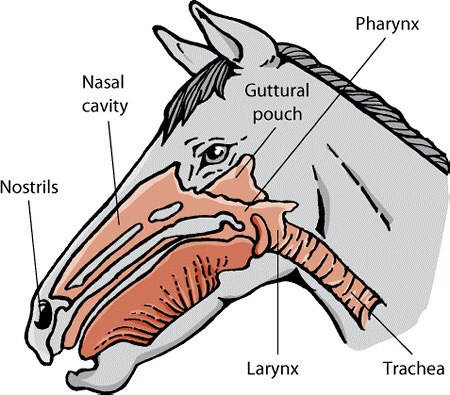 Pharynx
Nasal
cavity
Guttural
pouch
Nostrils
Larynx
Trachea